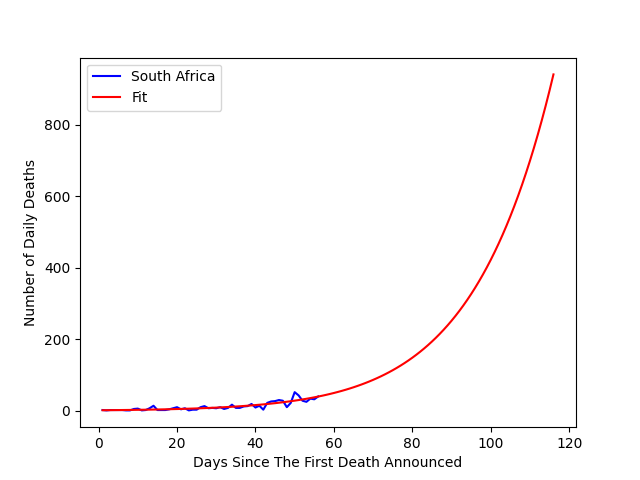 South Africa
Fit
Number of Daily Deaths
800
600
400
200
0
0 20 40 60 80 100 120
Days Since The First Death Announced